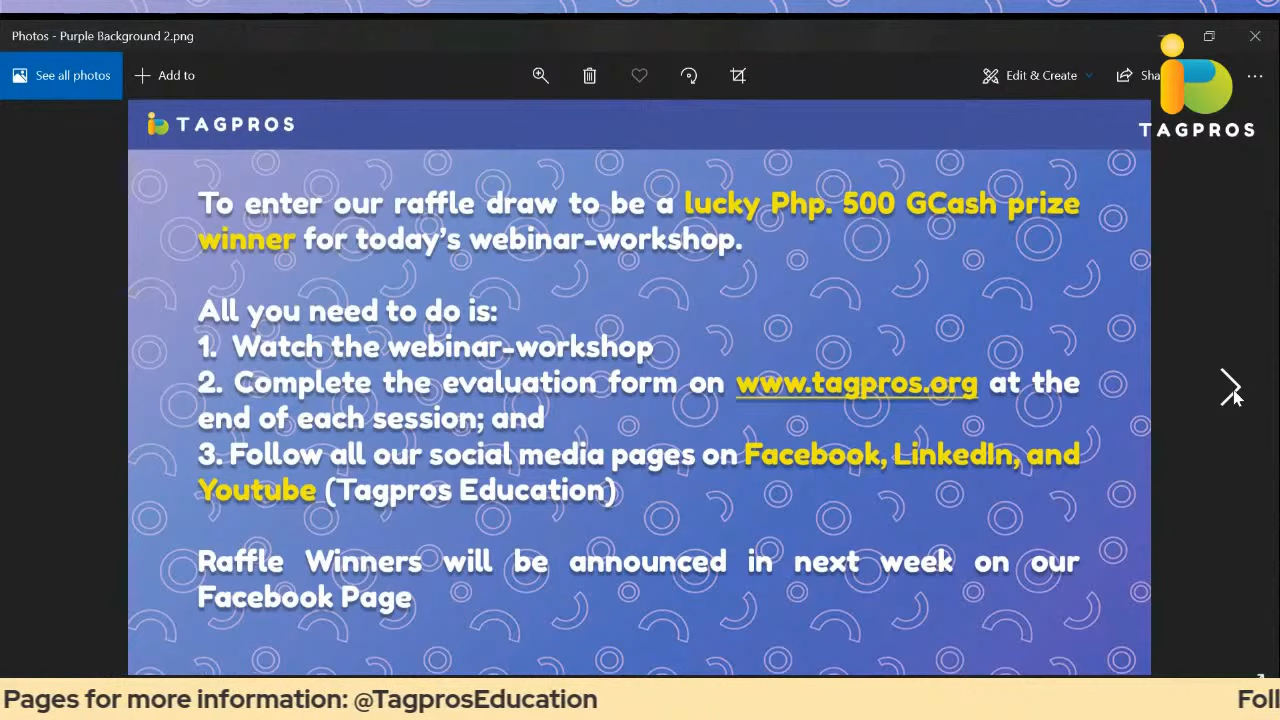 Photos - Purple Background 2.png
See all photos
Add to
Edit & Create
Sha
TAGPROS
TAGPROS
To enter our raffle draw to be a lucky Php. 500 GCash prize
winner for today's webinar-workshop.
All you need to do is:
1. Watch the webinar-workshop
2. Complete the evaluation form on www.tagpros.org at the
end of each session; and
3. Follow all our social media pages on Facebook, LinkedIn, and
Youtube (Tagpros Education)
Raffle Winners will be announced in next week on our
Facebook Page
Pages for more information: @TagprosEducation
Foll